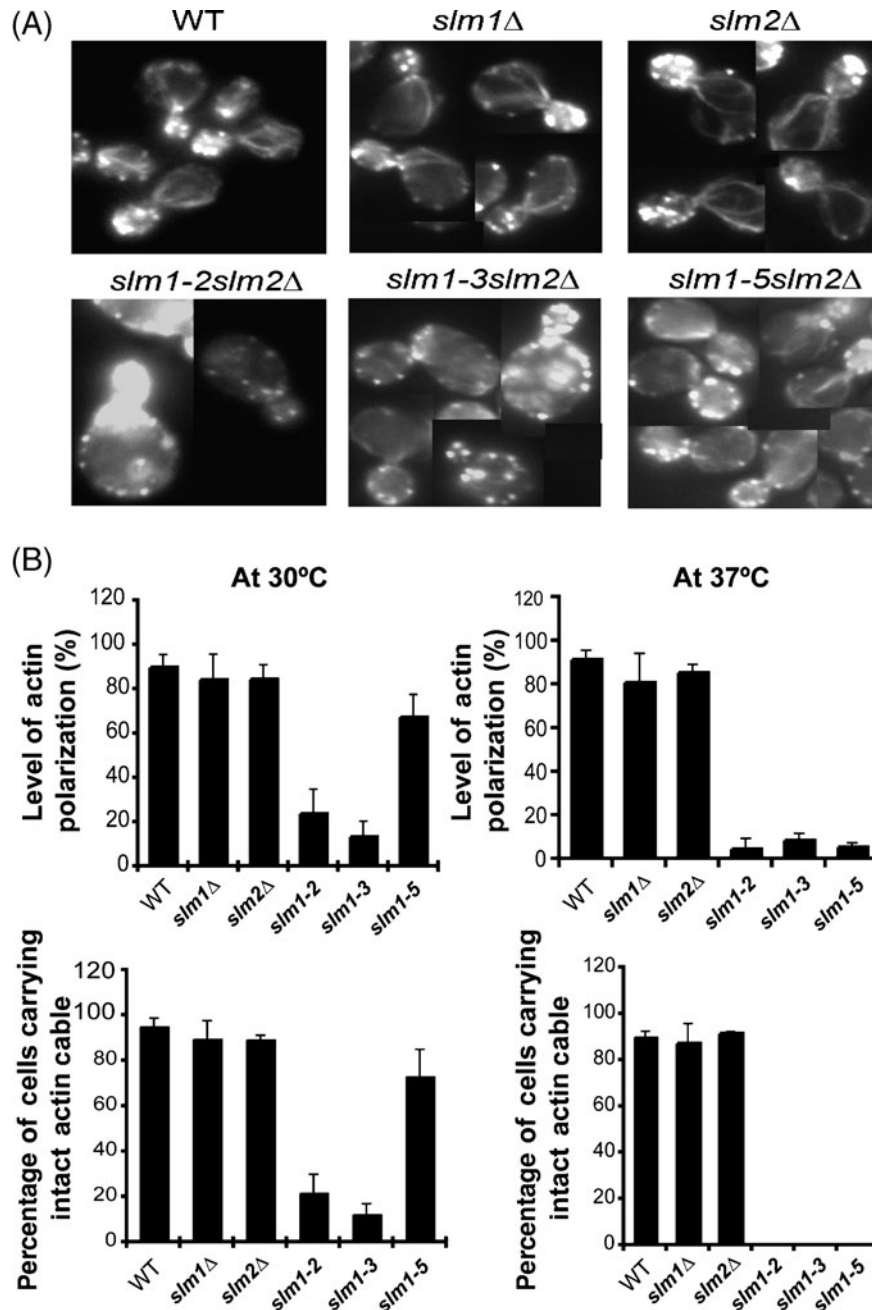 (A)
WT
slm1Δ
slm2Δ
slm1-2slm2Δ
slm1-3slm2Δ
slm1-5slm2Δ
(B)
At 30ºC
Level of actin
polarization (%)
120
100
80
60
40
20
0
WT
slm1Δ
slm2Δ
slm1-2
slm1-3
slm1-5
At 37ºC
Level of actin
polarization (%)
120
100
80
60
40
20
0
WT
slm1Δ
slm2Δ
slm1-2
slm1-3
slm1-5
Percentage of cells carrying
intact actin cable
120
100
80
60
40
20
0
WT
slm1Δ
slm2Δ
slm1-2
slm1-3
slm1-5
Percentage of cells carrying
intact actin cable
120
100
80
60
40
20
0
WT
slm1Δ
slm2Δ
slm1-2
slm1-3
slm1-5